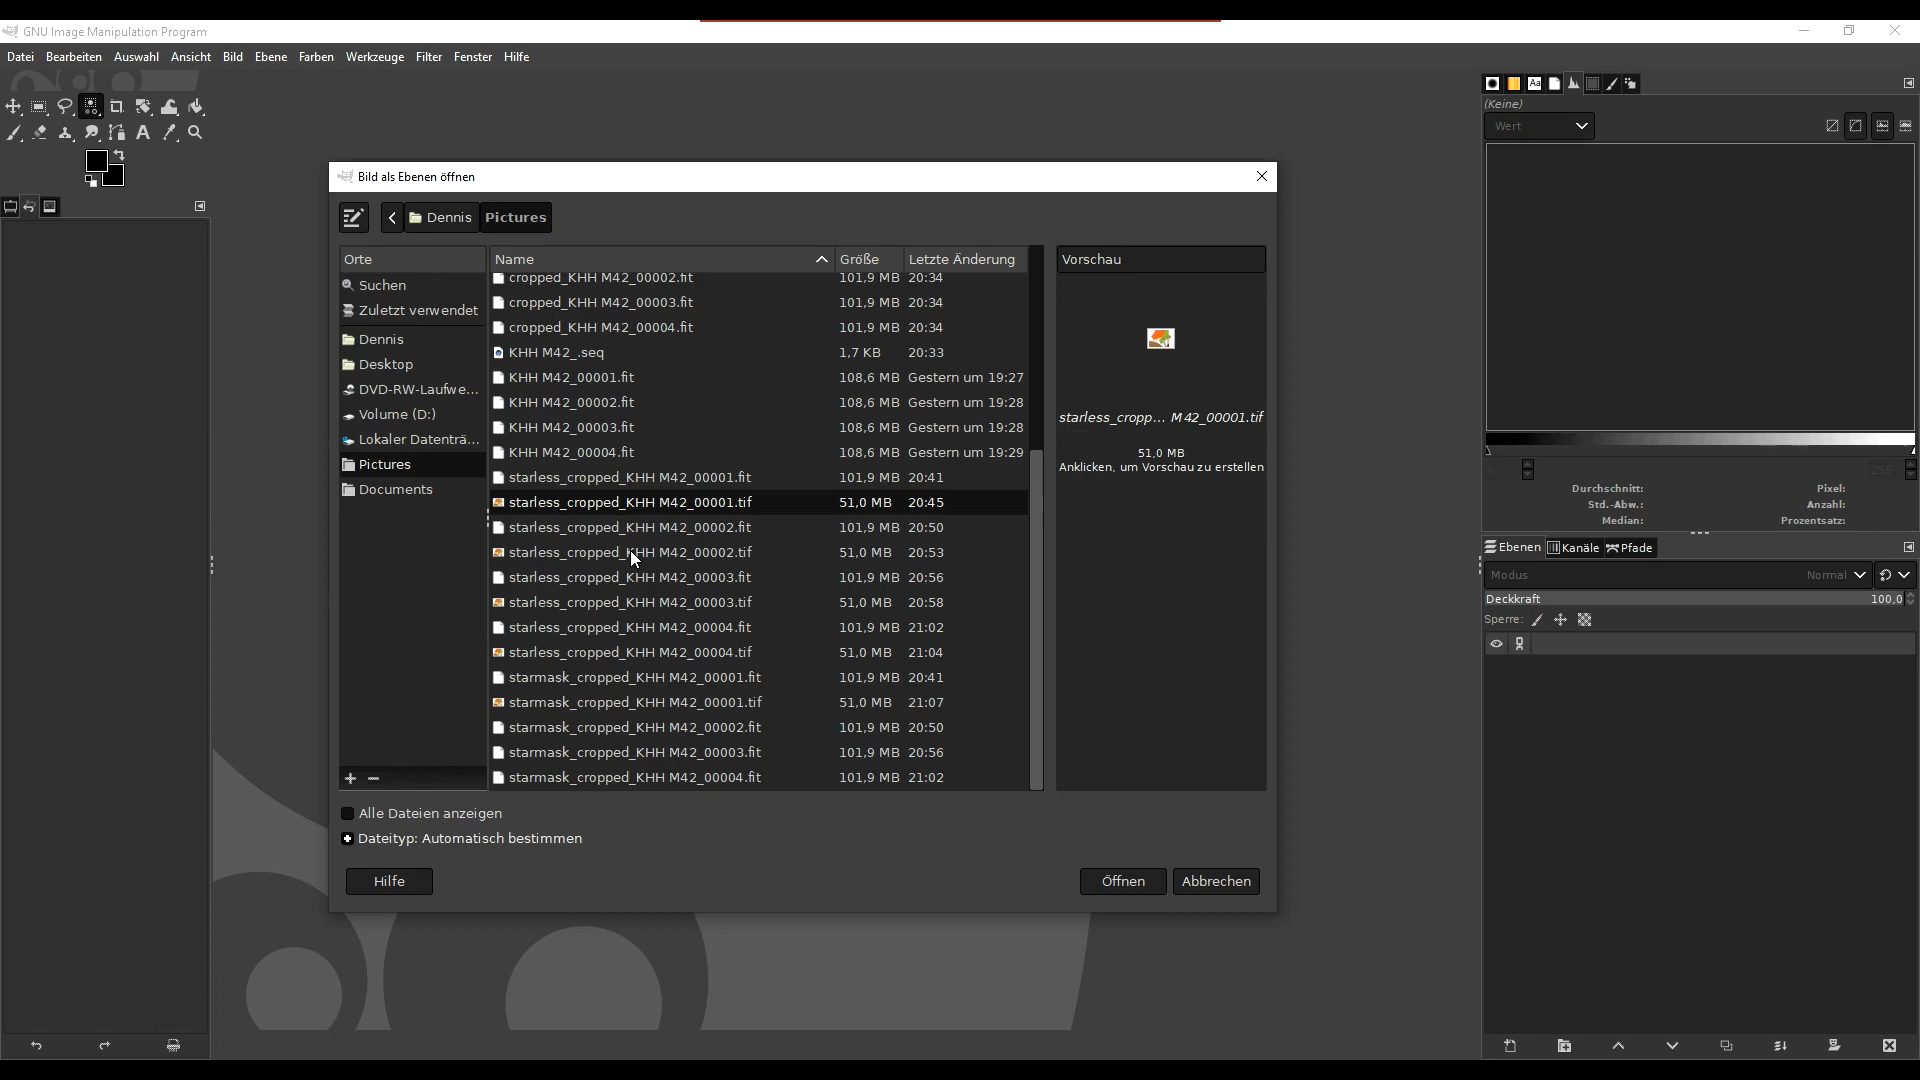 GNU Image Manipulation Program
Datei Bearbeiten Auswahl Ansicht Bild Ebene Farben Werkzeuge Filter Fenster Hilfe
Aa
(Keine)
Wert
Bild als Ebenen öffnen
Dennis Pictures
Orte
Suchen
Zuletzt verwendet
Dennis
Desktop
DVD-RW-Laufwe...
Volume (D:)
Lokaler Datenträ...
Pictures
Documents
Name Größe Letzte Änderung
cropped_KHH M42_00002.fit 101,9 MB 20:34
cropped_KHH M42_00003.fit 101,9 MB 20:34
cropped_KHH M42_00004.fit 101,9 MB 20:34
KHH M42_.seq 1,7 KB 20:33
KHH M42_00001.fit 108,6 MB Gestern um 19:27
KHH M42_00002.fit 108,6 MB Gestern um 19:28
KHH M42_00003.fit 108,6 MB Gestern um 19:28
KHH M42_00004.fit 108,6 MB Gestern um 19:29
starless_cropped_KHH M42_00001.fit 101,9 MB 20:41
starless_cropped_KHH M42_00001.tif 51,0 MB 20:45
starless_cropped_KHH M42_00002.fit 101,9 MB 20:50
starless_cropped_KHH M42_00002.tif 51,0 MB 20:53
starless_cropped_KHH M42_00003.fit 101,9 MB 20:56
starless_cropped_KHH M42_00003.tif 51,0 MB 20:58
starless_cropped_KHH M42_00004.fit 101,9 MB 21:02
starless_cropped_KHH M42_00004.tif 51,0 MB 21:04
starmask_cropped_KHH M42_00001.fit 101,9 MB 20:41
starmask_cropped_KHH M42_00001.tif 51,0 MB 21:07
starmask_cropped_KHH M42_00002.fit 101,9 MB 20:50
starmask_cropped_KHH M42_00003.fit 101,9 MB 20:56
starmask_cropped_KHH M42_00004.fit 101,9 MB 21:02
Vorschau
starless_cropp... M42_00001.tif
51,0 MB
Anklicken, um Vorschau zu erstellen
Alle Dateien anzeigen
Dateityp: Automatisch bestimmen
Hilfe Öffnen Abbrechen
0 255
Durchschnitt: Pixel:
Std.-Abw.: Anzahl:
Median: Prozentsatz:
Ebenen Kanäle Pfade
Modus Normal
Deckkraft 100,0
Sperre: